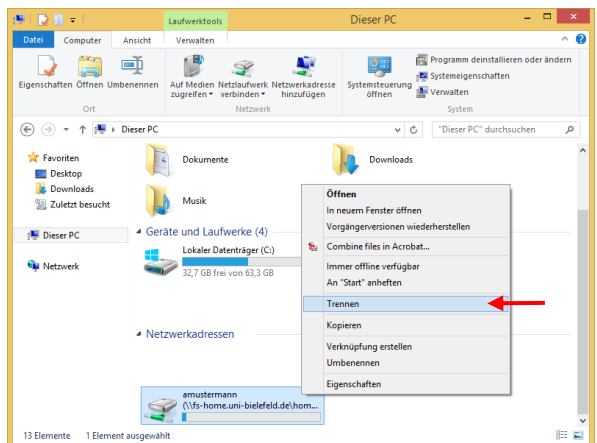 Laufwerktools
Dieser PC
Datei Computer Ansicht Verwalten
Eigenschaften Öffnen Umbenennen
Auf Medien zugreifen
Netzlaufwerk verbinden
Netzwerkadresse hinzufügen
Systemsteuerung öffnen
Programm deinstallieren oder ändern
Systemeigenschaften
Verwalten
Ort Netzwerk System
Dieser PC
"Dieser PC" durchsuchen
Favoriten
Desktop
Downloads
Zuletzt besucht
Dieser PC
Netzwerk
Dokumente
Downloads
Musik
Geräte und Laufwerke (4)
Lokaler Datenträger (C:)
32,7 GB frei von 63,3 GB
Netzwerkadressen
amustermann
(\\fs-home.uni-bielefeld.de\hom...
Öffnen
In neuem Fenster öffnen
Vorgängerversionen wiederherstellen
Combine files in Acrobat...
Immer offline verfügbar
An "Start" anheften
Trennen
Kopieren
Verknüpfung erstellen
Umbenennen
Eigenschaften
13 Elemente 1 Element ausgewählt